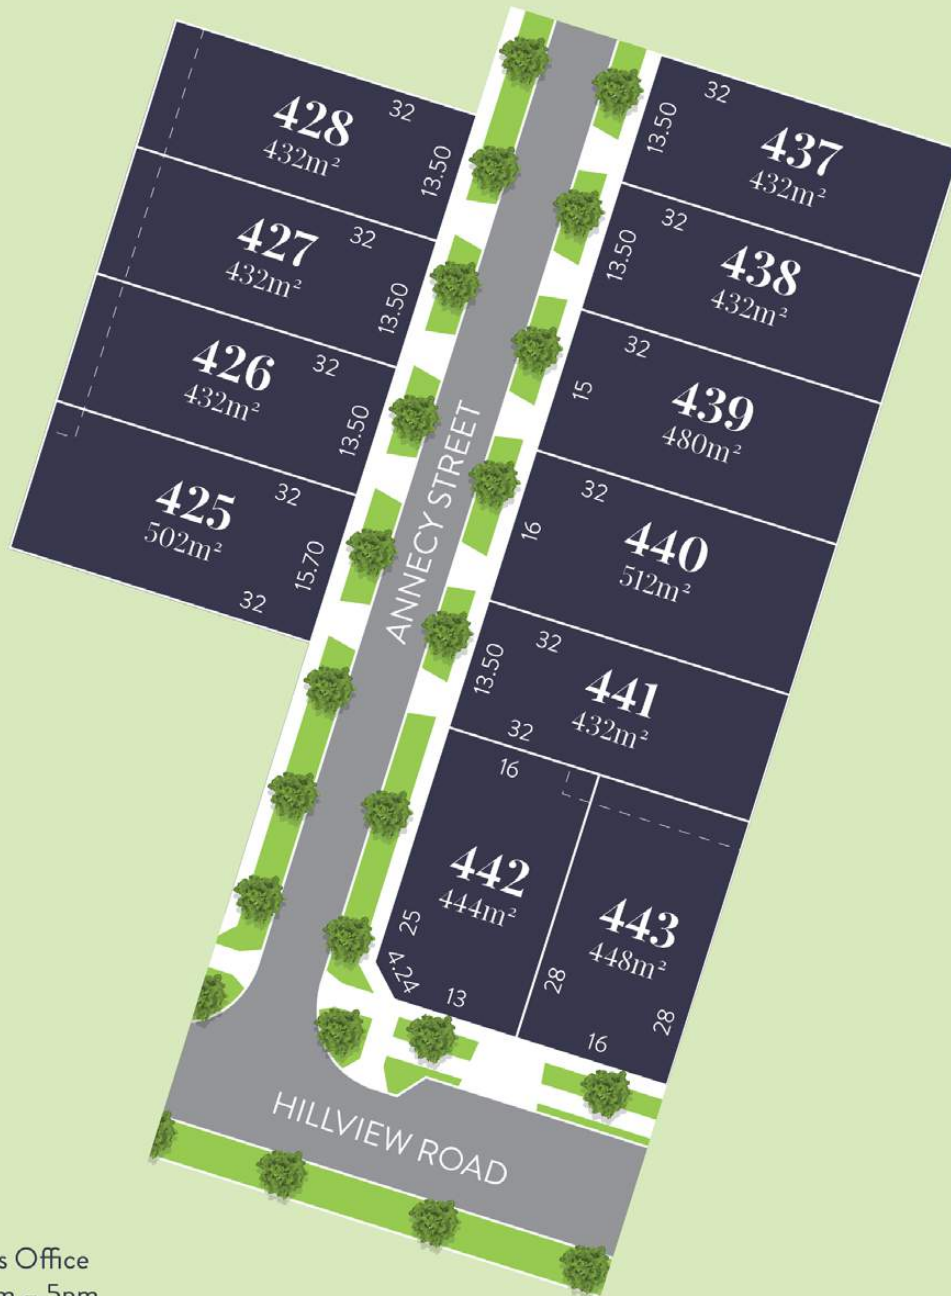 428
432m²
32
13.50
427
432m²
32
13.50
426
432m²
32
13.50
425
502m²
32
15.70
32
ANNECY STREET
32
13.50
437
432m²
32
13.50
438
432m²
32
15
439
480m²
32
16
440
512m²
32
13.50
441
432m²
32
16
442
444m²
25
4.24
13
443
448m²
28
28
16
HILLVIEW ROAD
s Office
– 5pm